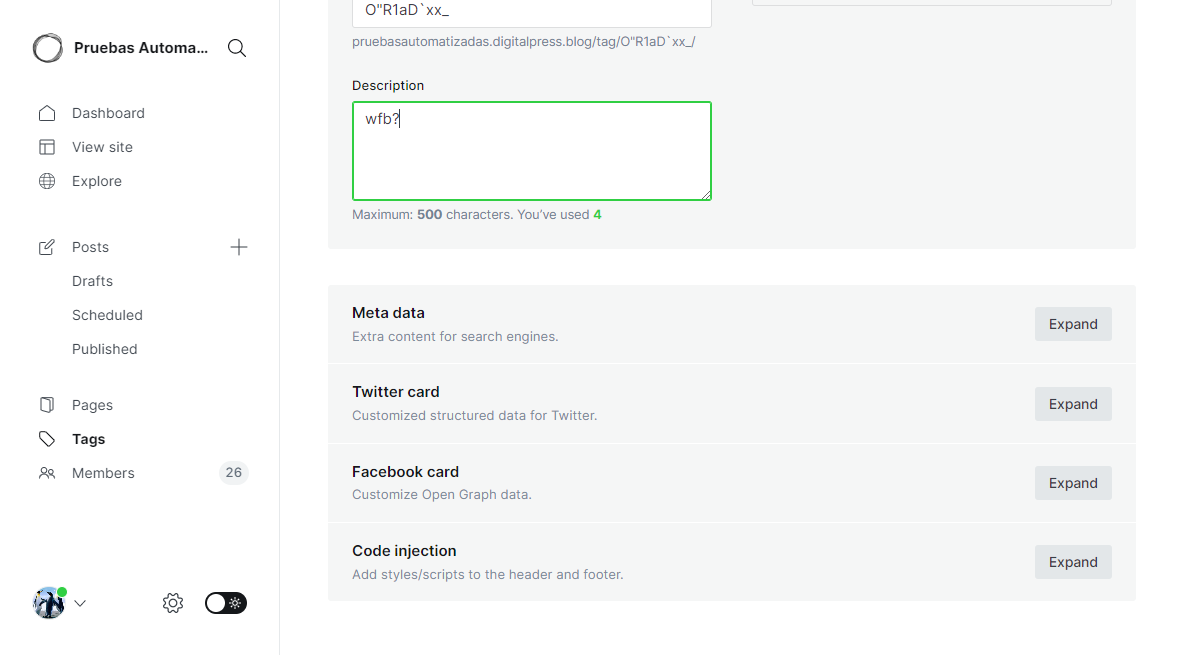 Pruebas Automa...
Dashboard
View site
Explore
Posts
Drafts
Scheduled
Published
Pages
Tags
Members 26
O"R1aD`xx_
pruebasautomatizadas.digitalpress.blog/tag/O"R1aD`xx_/
Description
wfb?
Maximum: 500 characters. You’ve used 4
Meta data
Extra content for search engines.
Expand
Twitter card
Customized structured data for Twitter.
Expand
Facebook card
Customize Open Graph data.
Expand
Code injection
Add styles/scripts to the header and footer.
Expand